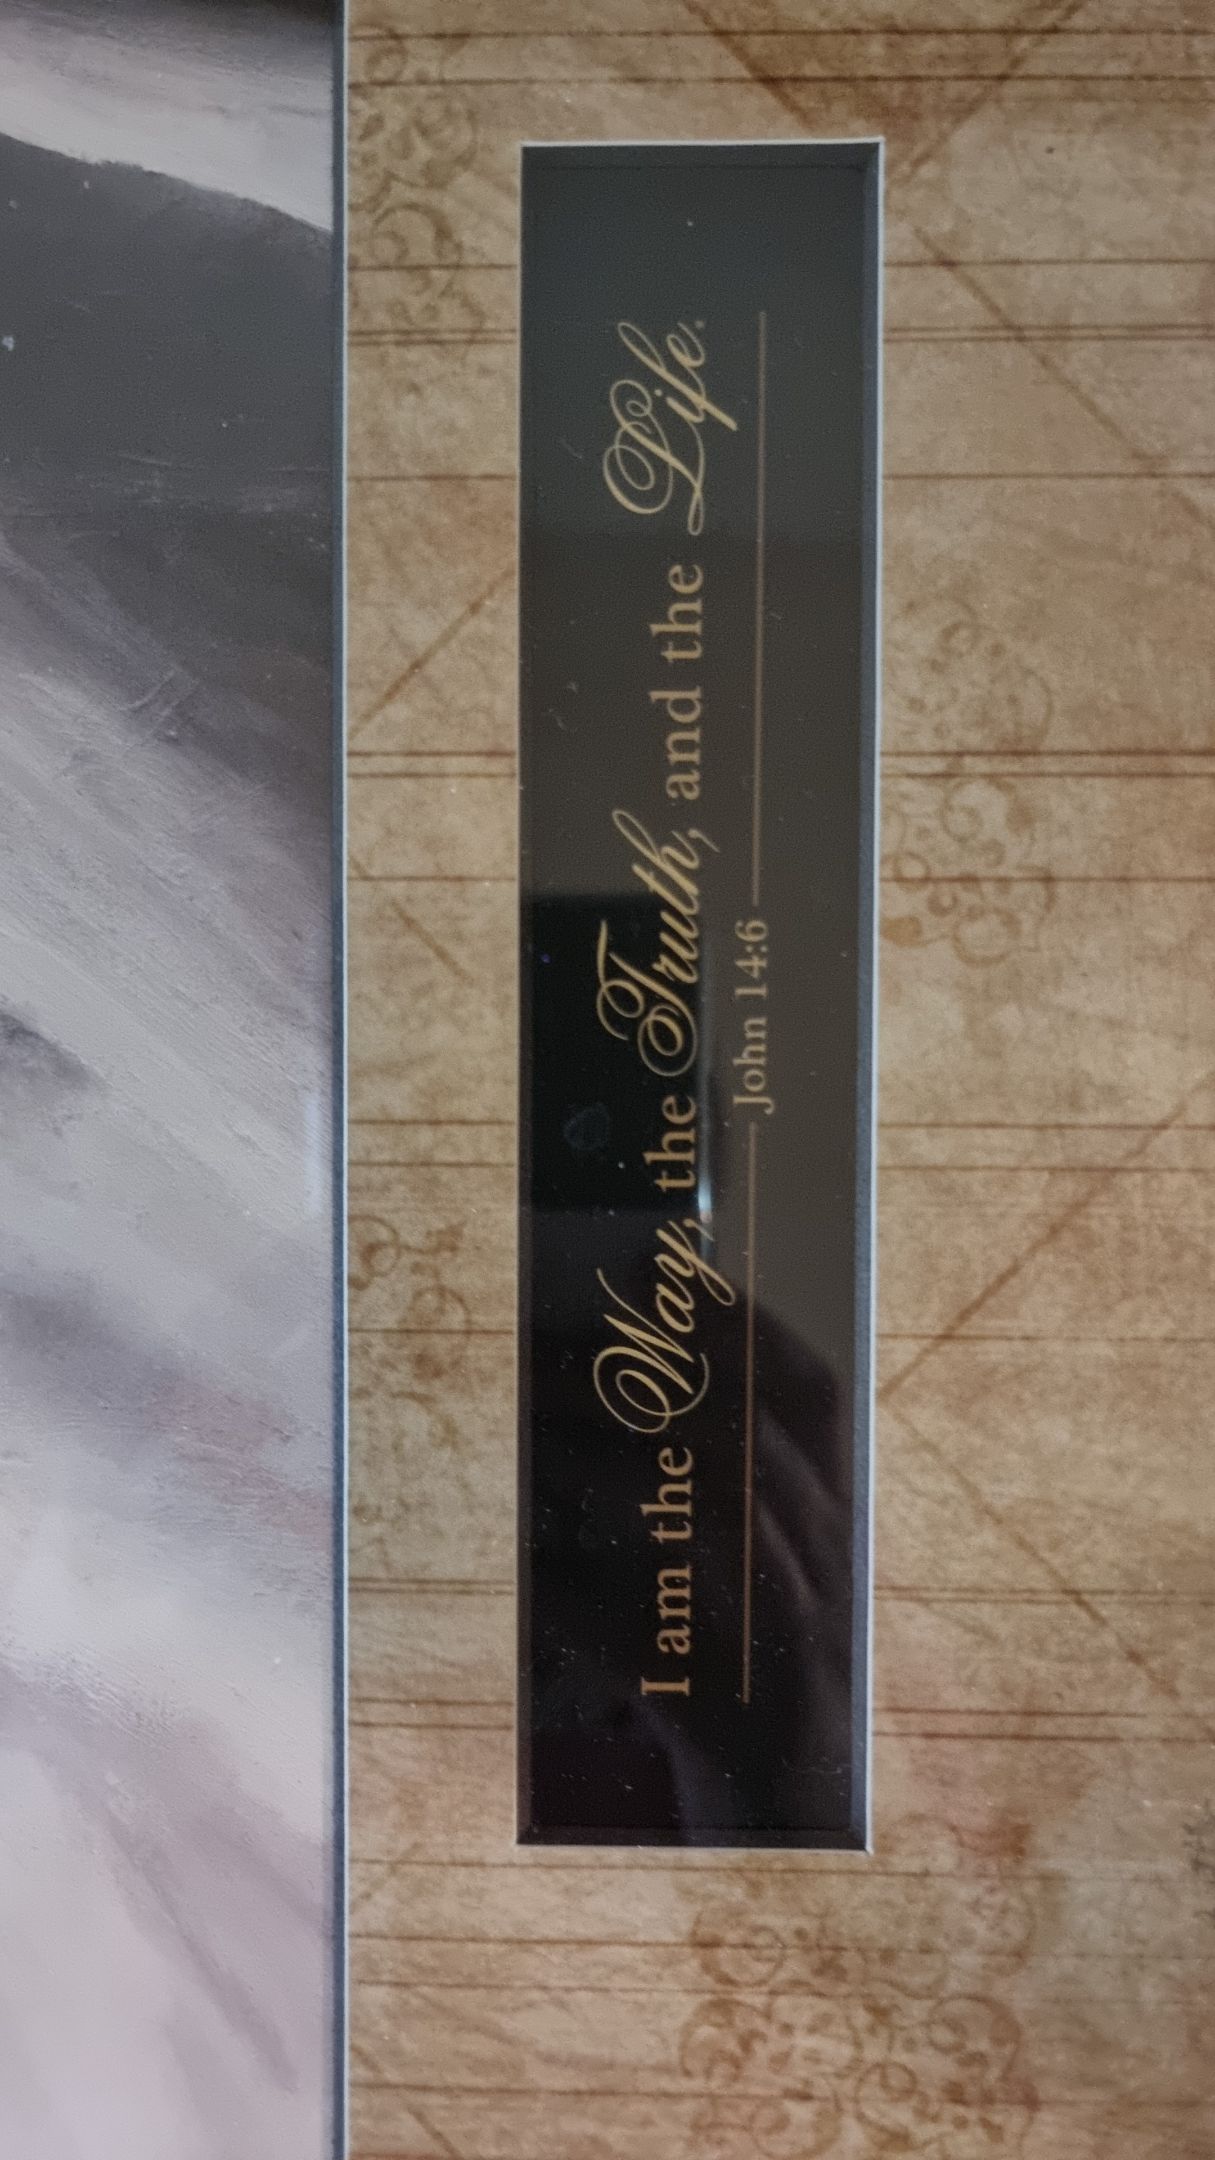 I am the Way, the Truth, and the Life.
John 14:6